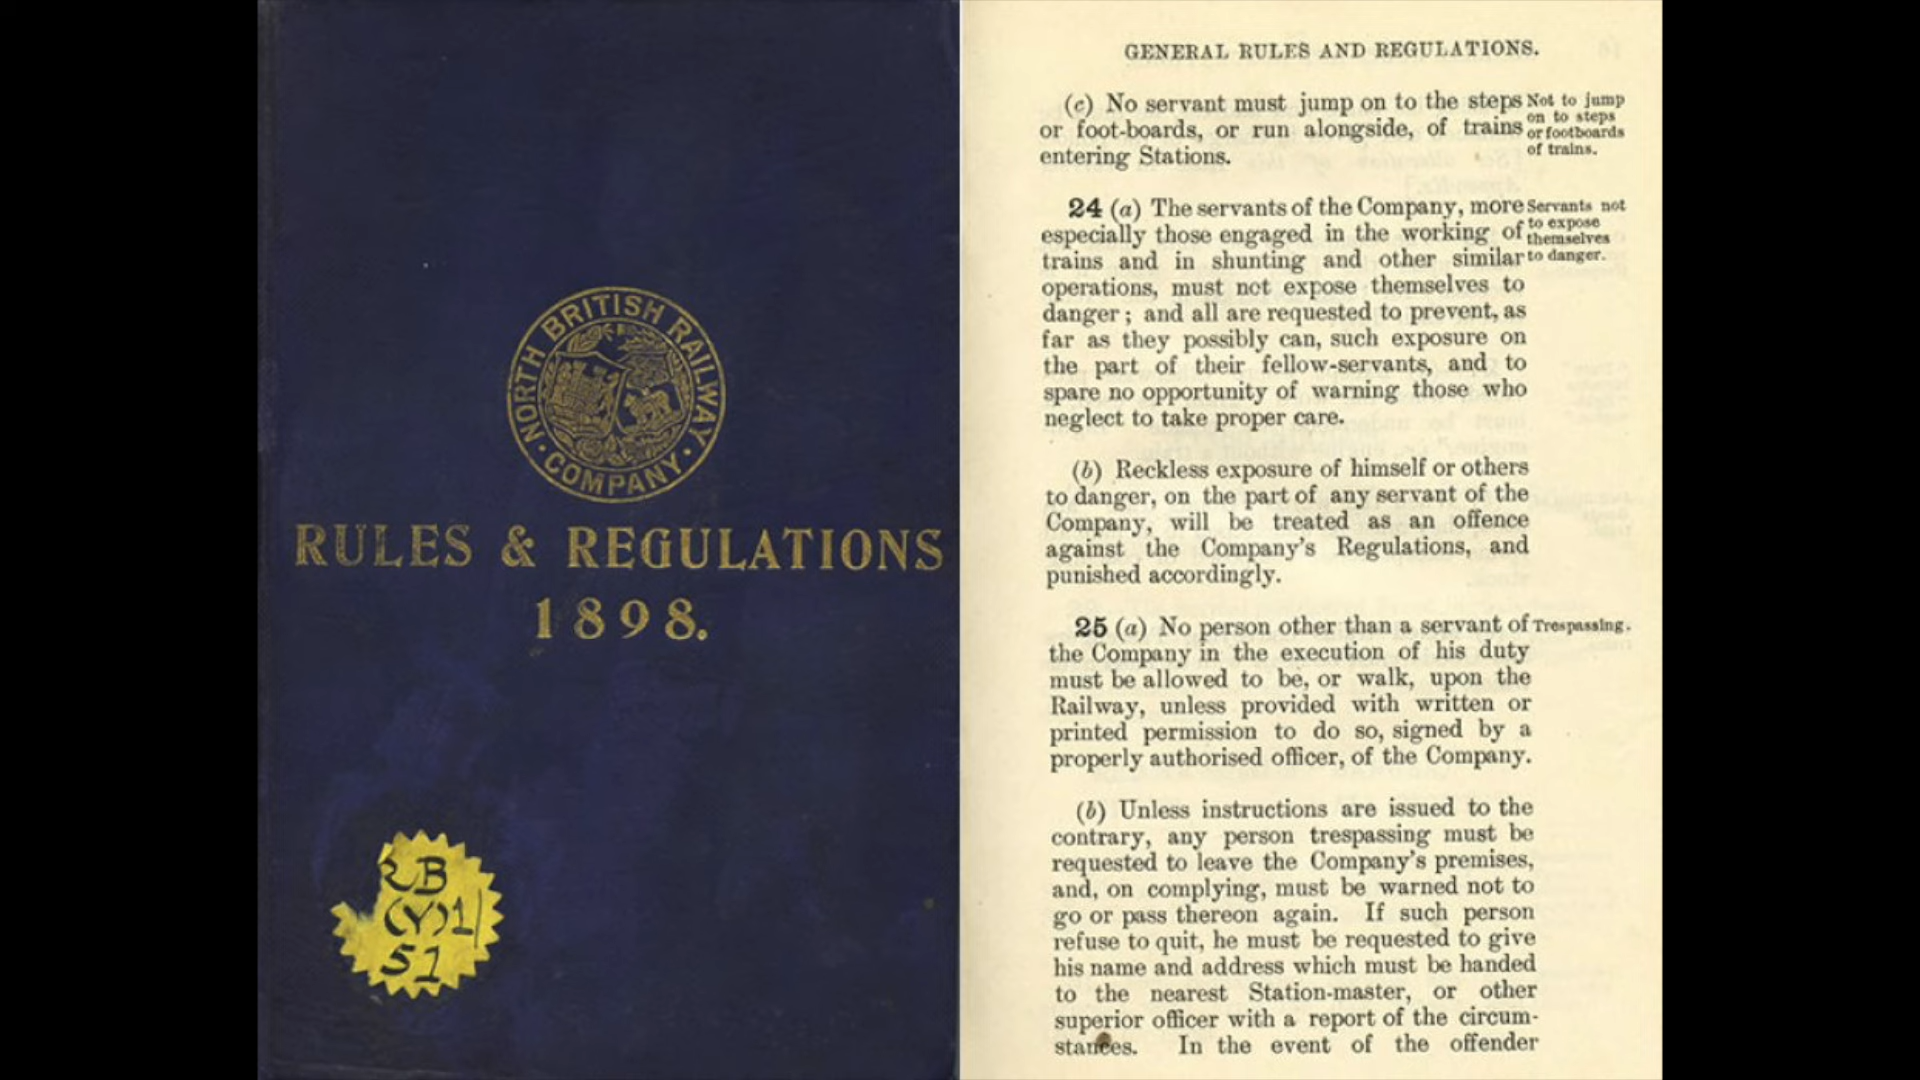 NORTH BRITISH RAILWAY
COMPANY
RULES & REGULATIONS
1898.
RB
(Y)1/
51
GENERAL RULES AND REGULATIONS.
(c) No servant must jump on to the steps
or foot-boards, or run alongside, of trains
entering Stations.
Not to jump
on to steps
or footboards
of trains.
24 (a) The servants of the Company, more
especially those engaged in the working of
trains and in shunting and other similar
operations, must not expose themselves to
danger; and all are requested to prevent, as
far as they possibly can, such exposure on
the part of their fellow-servants, and to
spare no opportunity of warning those who
neglect to take proper care.
Servants not
to expose
themselves
to danger.
(b) Reckless exposure of himself or others
to danger, on the part of any servant of the
Company, will be treated as an offence
against the Company's Regulations, and
punished accordingly.
25 (a) No person other than a servant of
the Company in the execution of his duty
must be allowed to be, or walk, upon the
Railway, unless provided with written or
printed permission to do so, signed by a
properly authorised officer, of the Company.
Trespassing.
(b) Unless instructions are issued to the
contrary, any person trespassing must be
requested to leave the Company's premises,
and, on complying, must be warned not to
go or pass thereon again. If such person
refuse to quit, he must be requested to give
his name and address which must be handed
to the nearest Station-master, or other
superior officer with a report of the circum-
stances. In the event of the offender